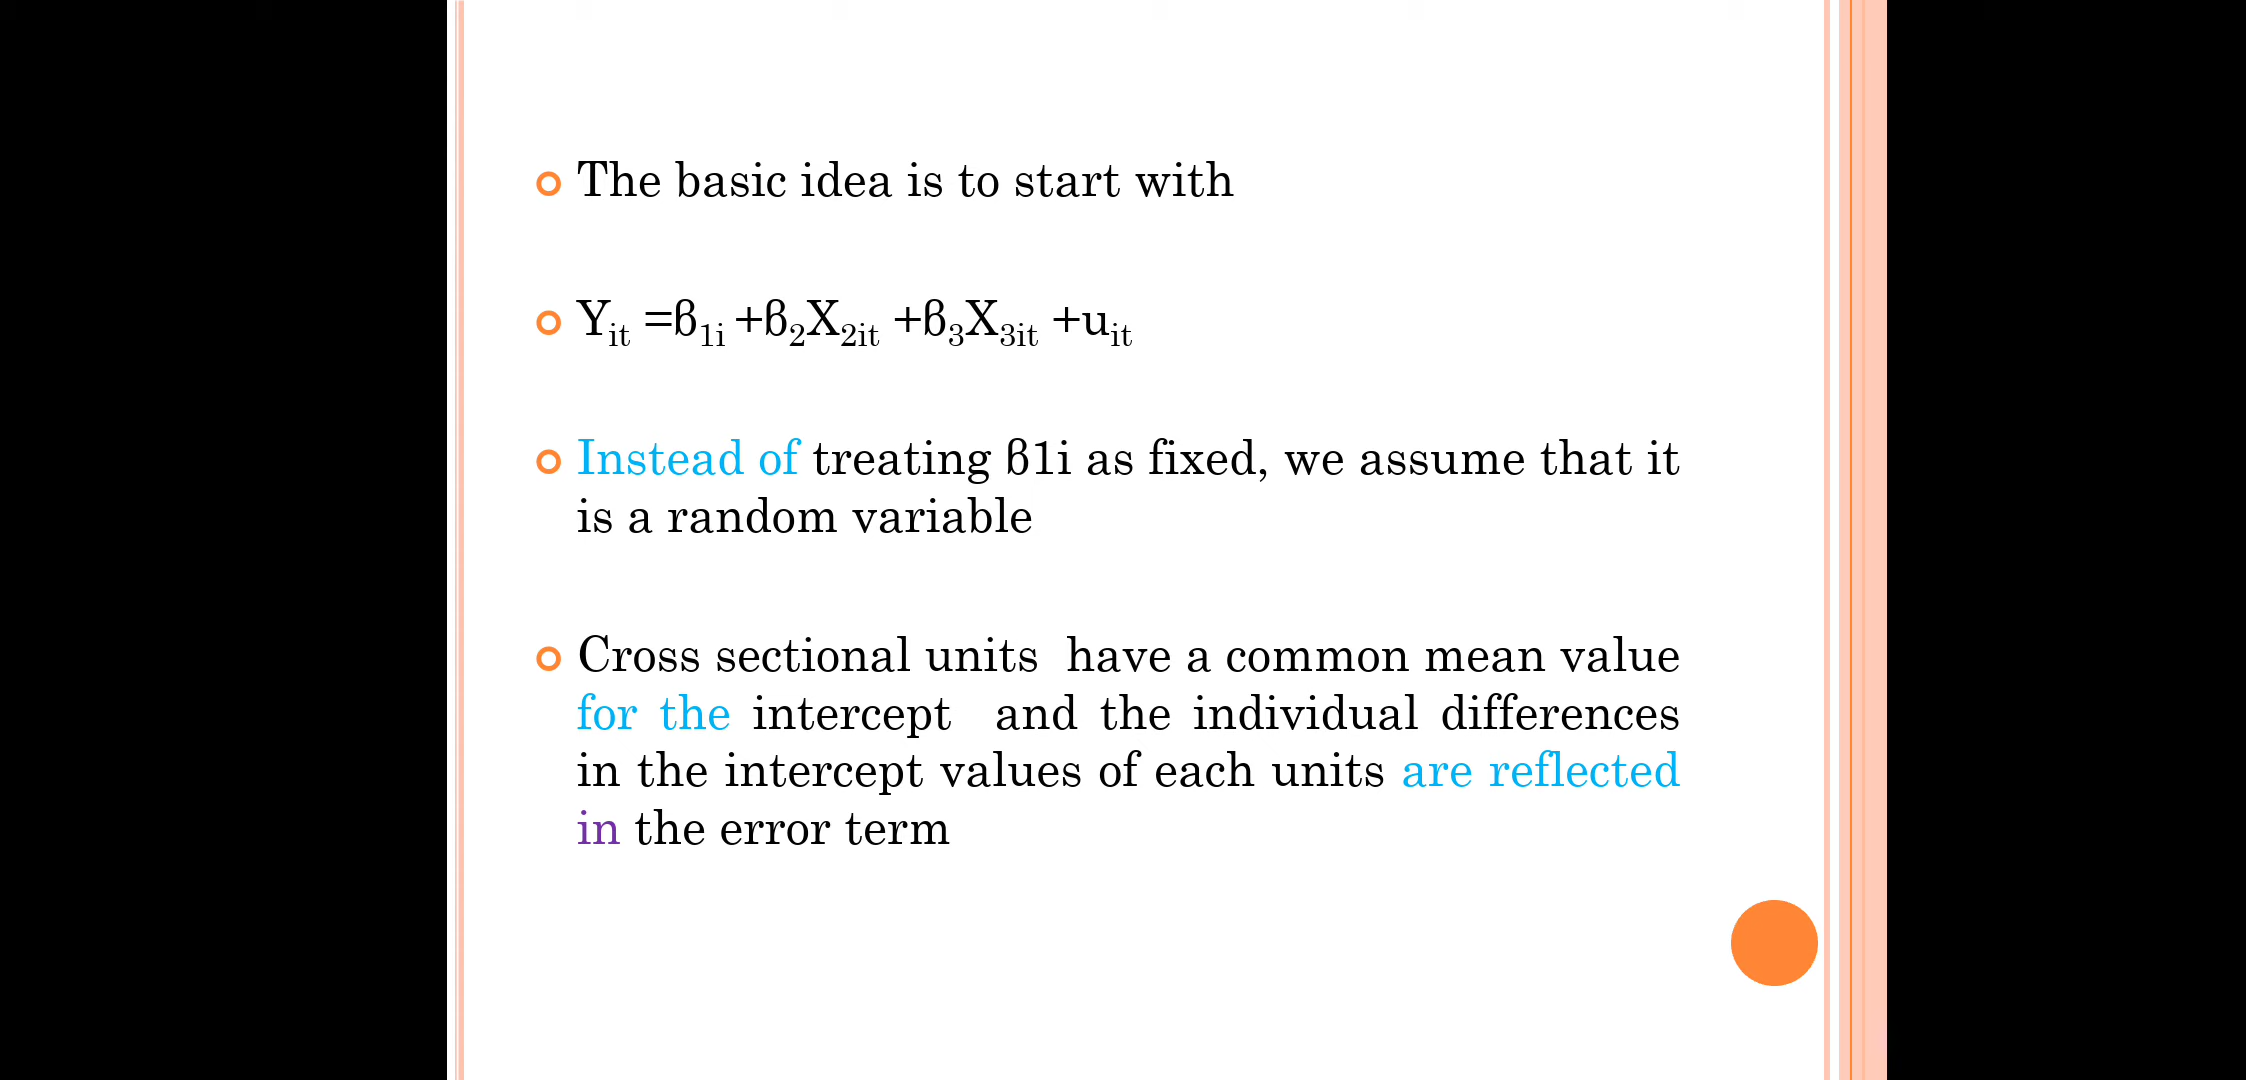 The basic idea is to start with
Yit =β1i +β2X2it +β3X3it +uit
Instead of treating β1i as fixed, we assume that it
is a random variable
Cross sectional units have a common mean value
for the intercept and the individual differences
in the intercept values of each units are reflected
in the error term